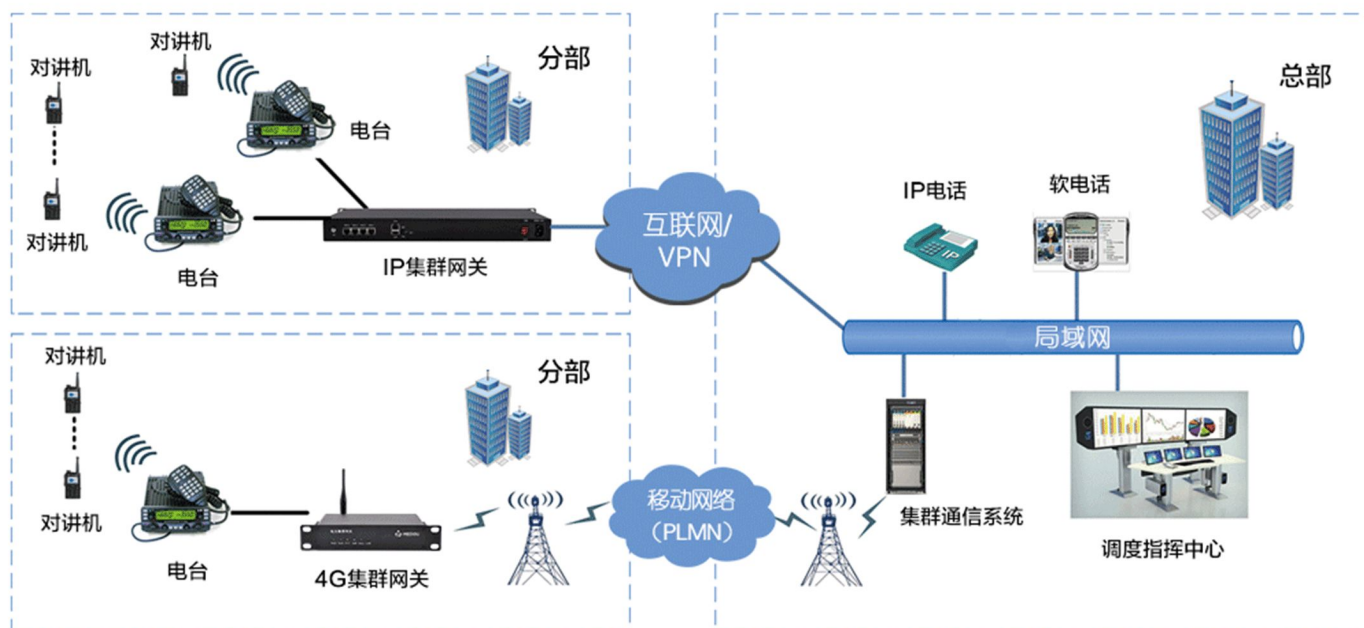 对讲机
对讲机
分部
电台
对讲机
电台
IP集群网关
互联网/
VPN
总部
IP电话
软电话
IP
局域网
对讲机
分部
对讲机
电台
4G集群网关
移动网络
(PLMN)
集群通信系统
调度指挥中心